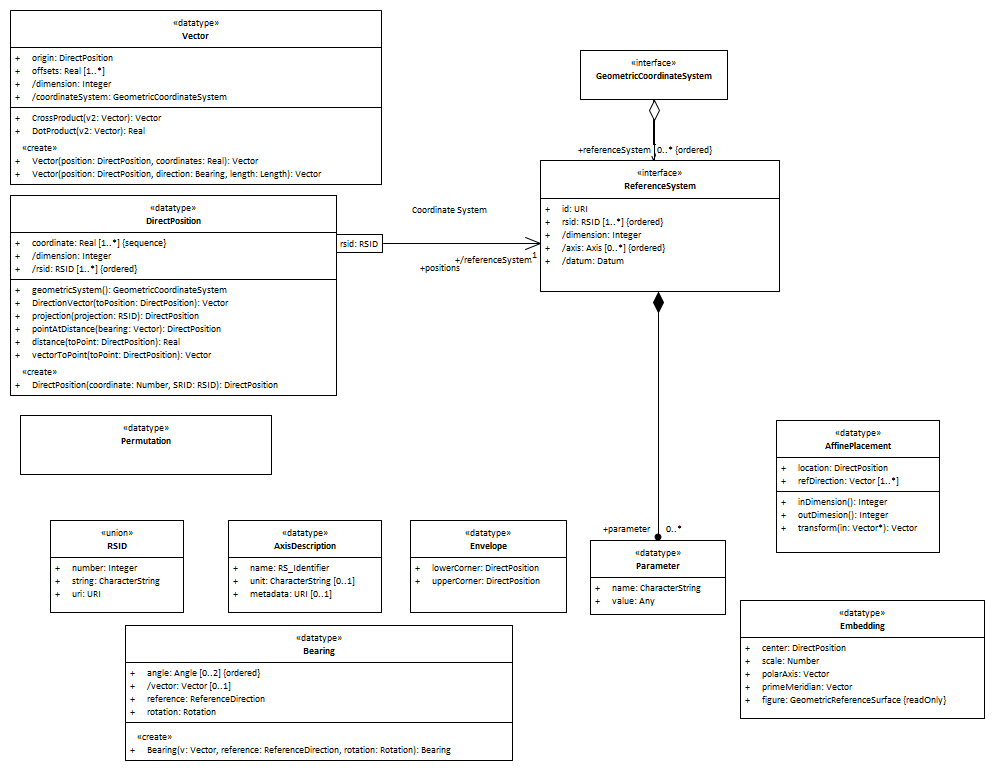 «datatype»
Vector
+ origin: DirectPosition
+ offsets: Real [1..*]
+ /dimension: Integer
+ /coordinateSystem: GeometricCoordinateSystem
+ CrossProduct(v2: Vector): Vector
+ DotProduct(v2: Vector): Real
«create»
+ Vector(position: DirectPosition, coordinates: Real): Vector
+ Vector(position: DirectPosition, direction: Bearing, length: Length): Vector
«interface»
GeometricCoordinateSystem
+referenceSystem 0..* {ordered}
«interface»
ReferenceSystem
+ id: URI
+ rsid: RSID [1..*] {ordered}
+ /dimension: Integer
+ /axis: Axis [0..*] {ordered}
+ /datum: Datum
«datatype»
DirectPosition
+ coordinate: Real [1..*] {sequence}
+ /dimension: Integer
+ /rsid: RSID [1..*] {ordered}
+ geometricSystem(): GeometricCoordinateSystem
+ DirectionVector(toPosition: DirectPosition): Vector
+ projection(projection: RSID): DirectPosition
+ pointAtDistance(bearing: Vector): DirectPosition
+ distance(toPoint: DirectPosition): Real
+ vectorToPoint(toPoint: DirectPosition): Vector
«create»
+ DirectPosition(coordinate: Number, SRID: RSID): DirectPosition
Coordinate System
rsid: RSID
+/referenceSystem 1
+positions
«datatype»
Permutation
«datatype»
AffinePlacement
+ location: DirectPosition
+ refDirection: Vector [1..*]
+ inDimension(): Integer
+ outDimesion(): Integer
+ transform(in: Vector*): Vector
«union»
RSID
+ number: Integer
+ string: CharacterString
+ uri: URI
«datatype»
AxisDescription
+ name: RS_Identifier
+ unit: CharacterString [0..1]
+ metadata: URI [0..1]
«datatype»
Envelope
+ lowerCorner: DirectPosition
+ upperCorner: DirectPosition
+parameter 0..*
«datatype»
Parameter
+ name: CharacterString
+ value: Any
«datatype»
Embedding
+ center: DirectPosition
+ scale: Number
+ polarAxis: Vector
+ primeMeridian: Vector
+ figure: GeometricReferenceSurface {readOnly}
«datatype»
Bearing
+ angle: Angle [0..2] {ordered}
+ /vector: Vector [0..1]
+ reference: ReferenceDirection
+ rotation: Rotation
«create»
+ Bearing(v: Vector, reference: ReferenceDirection, rotation: Rotation): Bearing